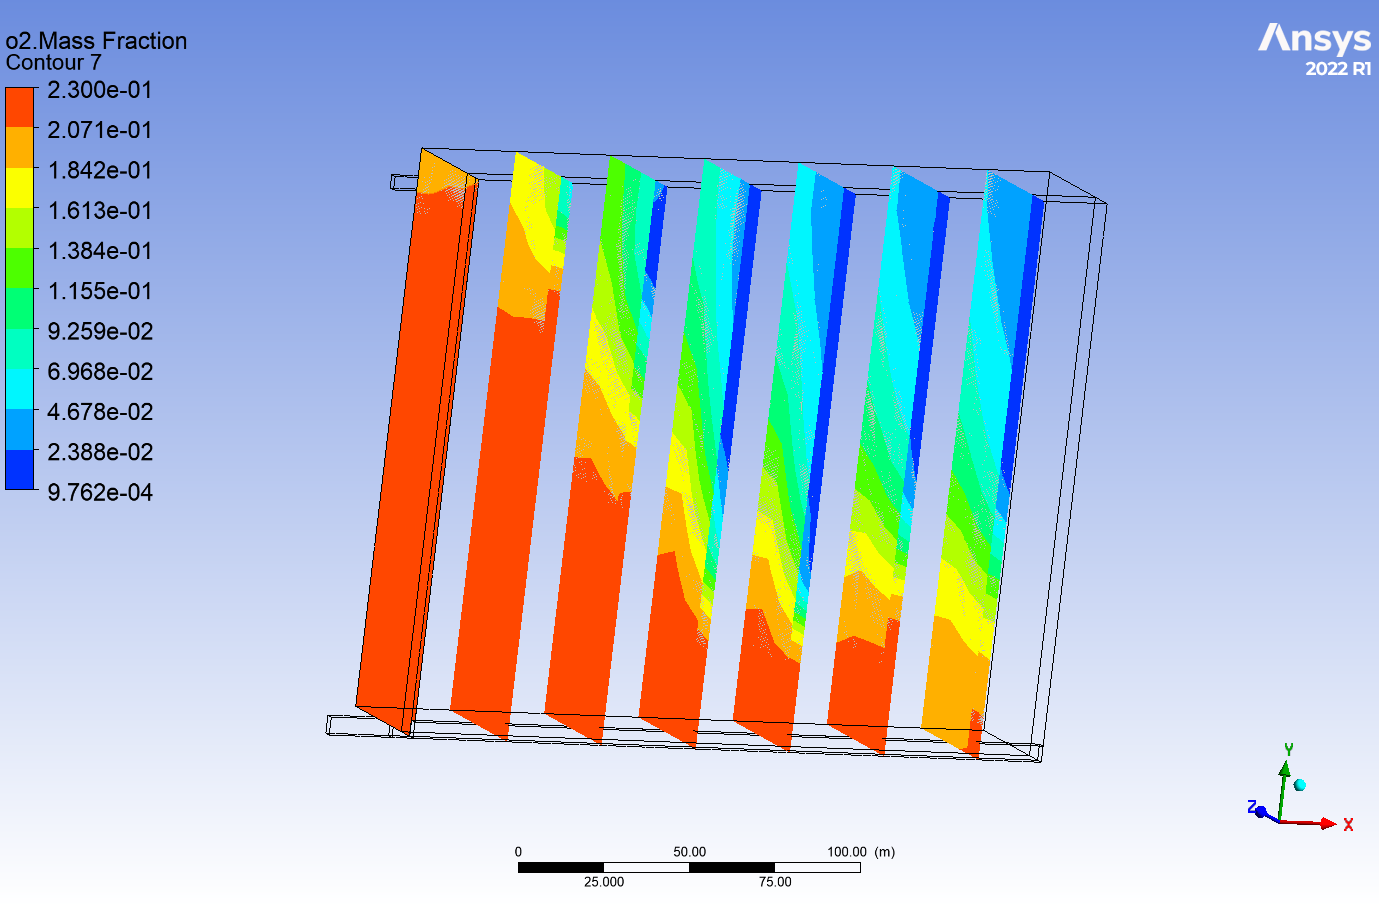 o2.Mass Fraction
Contour 7
2.300e-01
2.071e-01
1.842e-01
1.613e-01
1.384e-01
1.155e-01
9.259e-02
6.968e-02
4.678e-02
2.388e-02
9.762e-04
Ansys
2022 R1
Y
Z
X
0 50.00 100.00 (m)
25.000 75.00